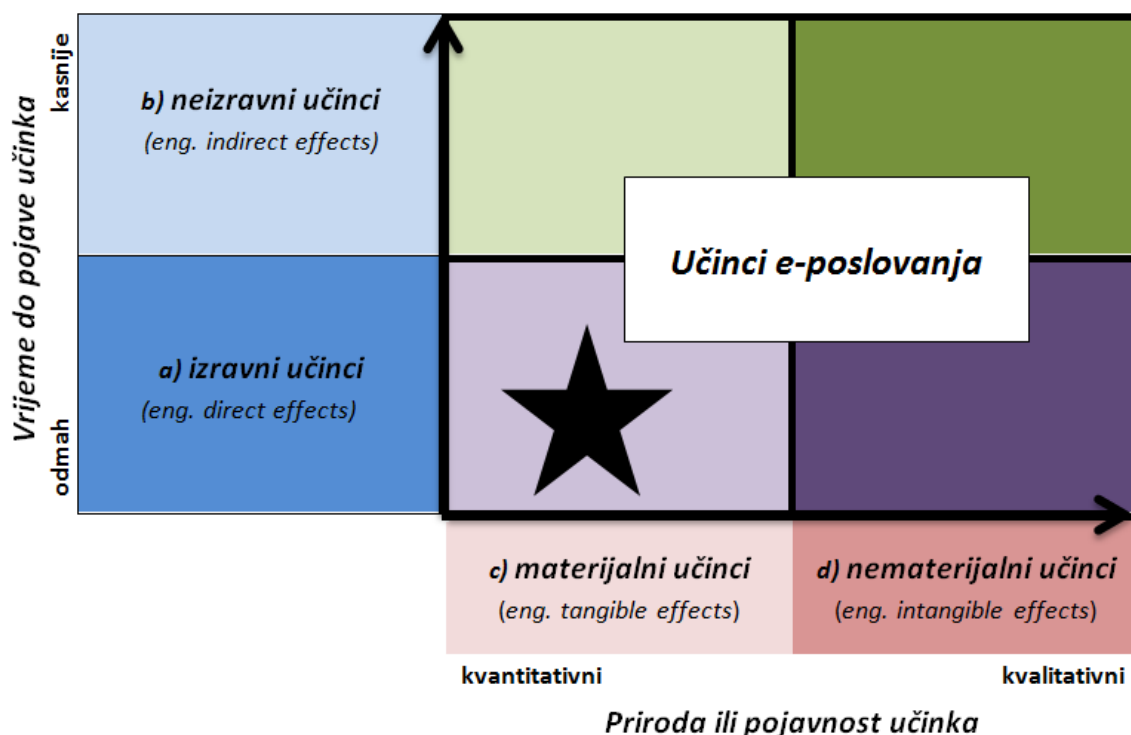 Vrijeme do pojave učinka
kasnije
odmah
b) neizravni učinci
(eng. indirect effects)
a) izravni učinci
(eng. direct effects)
Učinci e-poslovanja
c) materijalni učinci
(eng. tangible effects)
d) nematerijalni učinci
(eng. intangible effects)
kvantitativni
kvalitativni
Priroda ili pojavnost učinka